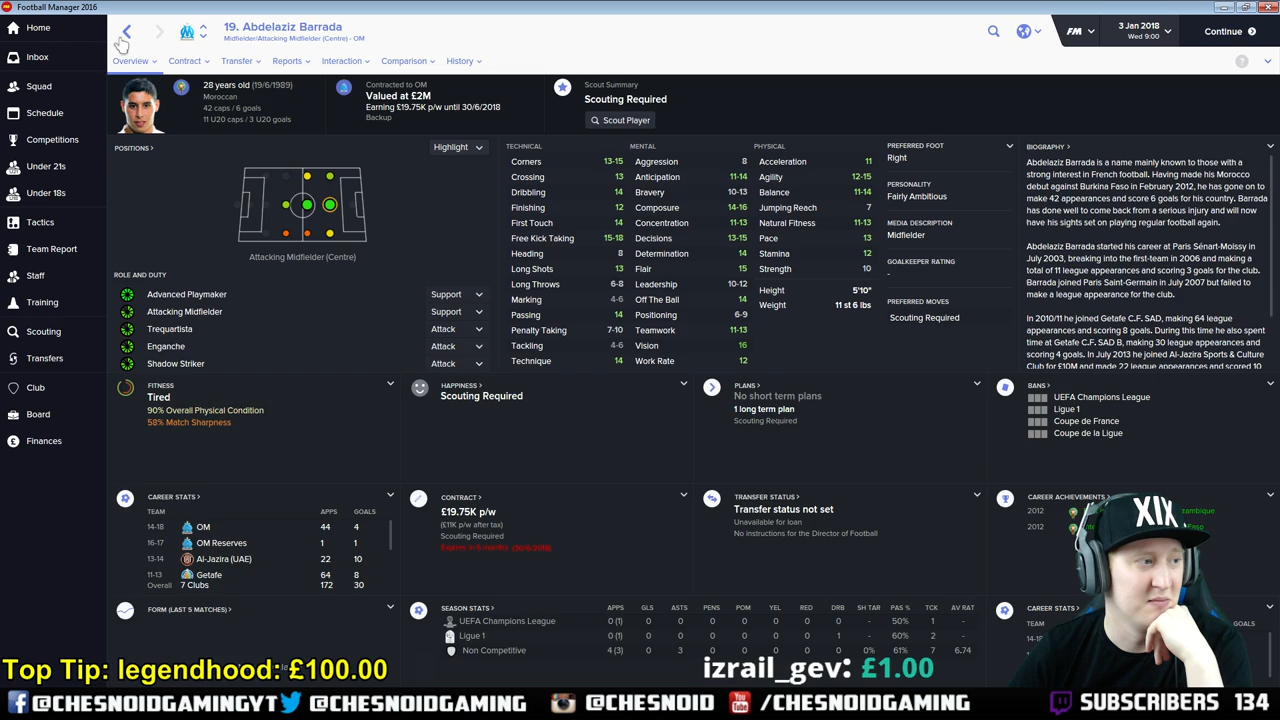 Football Manager 2016
Home
Inbox
Squad
Schedule
Competitions
Under 21s
Under 18s
Tactics
Team Report
Staff
Training
Scouting
Transfers
Club
Board
Finances
19. Abdelaziz Barrada
Midfielder/Attacking Midfielder (Centre) - OM
FM
3 Jan 2018
Wed 9:00
Continue
Overview
Contract
Transfer
Reports
Interaction
Comparison
History
28 years old (19/6/1989)
Moroccan
42 caps / 6 goals
11 U20 caps / 3 U20 goals
Contracted to OM
Valued at £2M
Earning £19.75K p/w until 30/6/2018
Backup
Scout Summary
Scouting Required
Scout Player
POSITIONS >
Highlight
Attacking Midfielder (Centre)
ROLE AND DUTY
Advanced Playmaker Support
Attacking Midfielder Support
Trequartista Attack
Enganche Attack
Shadow Striker Attack
TECHNICAL
Corners 13-15
Crossing 13
Dribbling 14
Finishing 12
First Touch 14
Free Kick Taking 15-18
Heading 8
Long Shots 13
Long Throws 6-8
Marking 4-6
Passing 14
Penalty Taking 7-10
Tackling 4-6
Technique 14
MENTAL
Aggression 8
Anticipation 11-14
Bravery 10-13
Composure 14-16
Concentration 11-13
Decisions 13-15
Determination 14
Flair 15
Leadership 10-12
Off The Ball 14
Positioning 6-9
Teamwork 11-13
Vision 16
Work Rate 12
PHYSICAL
Acceleration 11
Agility 12-15
Balance 11-14
Jumping Reach 7
Natural Fitness 11-13
Pace 13
Stamina 12
Strength 10
Height 5'10"
Weight 11 st 6 lbs
PREFERRED FOOT
Right
PERSONALITY
Fairly Ambitious
MEDIA DESCRIPTION
Midfielder
GOALKEEPER RATING
-
PREFERRED MOVES
Scouting Required
BIOGRAPHY >
Abdelaziz Barrada is a name mainly known to those with a
strong interest in French football. Having made his Morocco
debut against Burkina Faso in February 2012, he has gone on to
make 42 appearances and score 6 goals for his country. Barrada
has done well to come back from a serious injury and will now
have his sights set on playing regular football again.
Abdelaziz Barrada started his career at Paris Sénart-Moissy in
July 2003, breaking into the first-team in 2006 and making a
total of 11 league appearances and scoring 3 goals for the club.
Barrada joined Paris Saint-Germain in July 2007 but failed to
make a league appearance for the club.
In 2010/11 he joined Getafe C.F. SAD, making 64 league
appearances and scoring 8 goals. During this time he also spent
time at Getafe C.F. SAD B, making 30 league appearances and
scoring 4 goals. In July 2013 he joined Al-Jazira Sports & Culture
Club for £10M and made 22 league appearances and scored 10
FITNESS
Tired
90% Overall Physical Condition
58% Match Sharpness
HAPPINESS >
Scouting Required
PLANS >
No short term plans
1 long term plan
Scouting Required
BANS >
UEFA Champions League
Ligue 1
Coupe de France
Coupe de la Ligue
CAREER STATS >
TEAM APPS GOALS
14-18 OM 44 4
16-17 OM Reserves 1 1
13-14 Al-Jazira (UAE) 22 10
11-13 Getafe 64 8
Overall 7 Clubs 172 30
CONTRACT >
£19.75K p/w
(£11K p/w after tax)
Scouting Required
Expires in 5 months (30/6/2018)
TRANSFER STATUS >
Transfer status not set
Unavailable for loan
No instructions for the Director of Football
CAREER ACHIEVEMENTS >
2012
2012
FORM (LAST 5 MATCHES) >
SEASON STATS > APPS GLS ASTS PENS POM YEL RED DRB SH TAR PAS % TCK AV RAT
UEFA Champions League 0 (1) 0 0 0 0 0 0 - - 50% 1 -
Ligue 1 0 (1) 0 0 0 0 0 0 1 - 60% 2 -
Non Competitive 4 (3) 0 3 0 0 0 0 - 0% 61% 7 6.74
CAREER STATS >
TEAM
14-18
XIX
Top Tip: legendhood: £100.00
izrail_gev: £1.00
@CHESNOIDGAMINGYT @CHESNOIDGAMING @CHESNOID /CHESNOIDGAMING SUBSCRIBERS 134